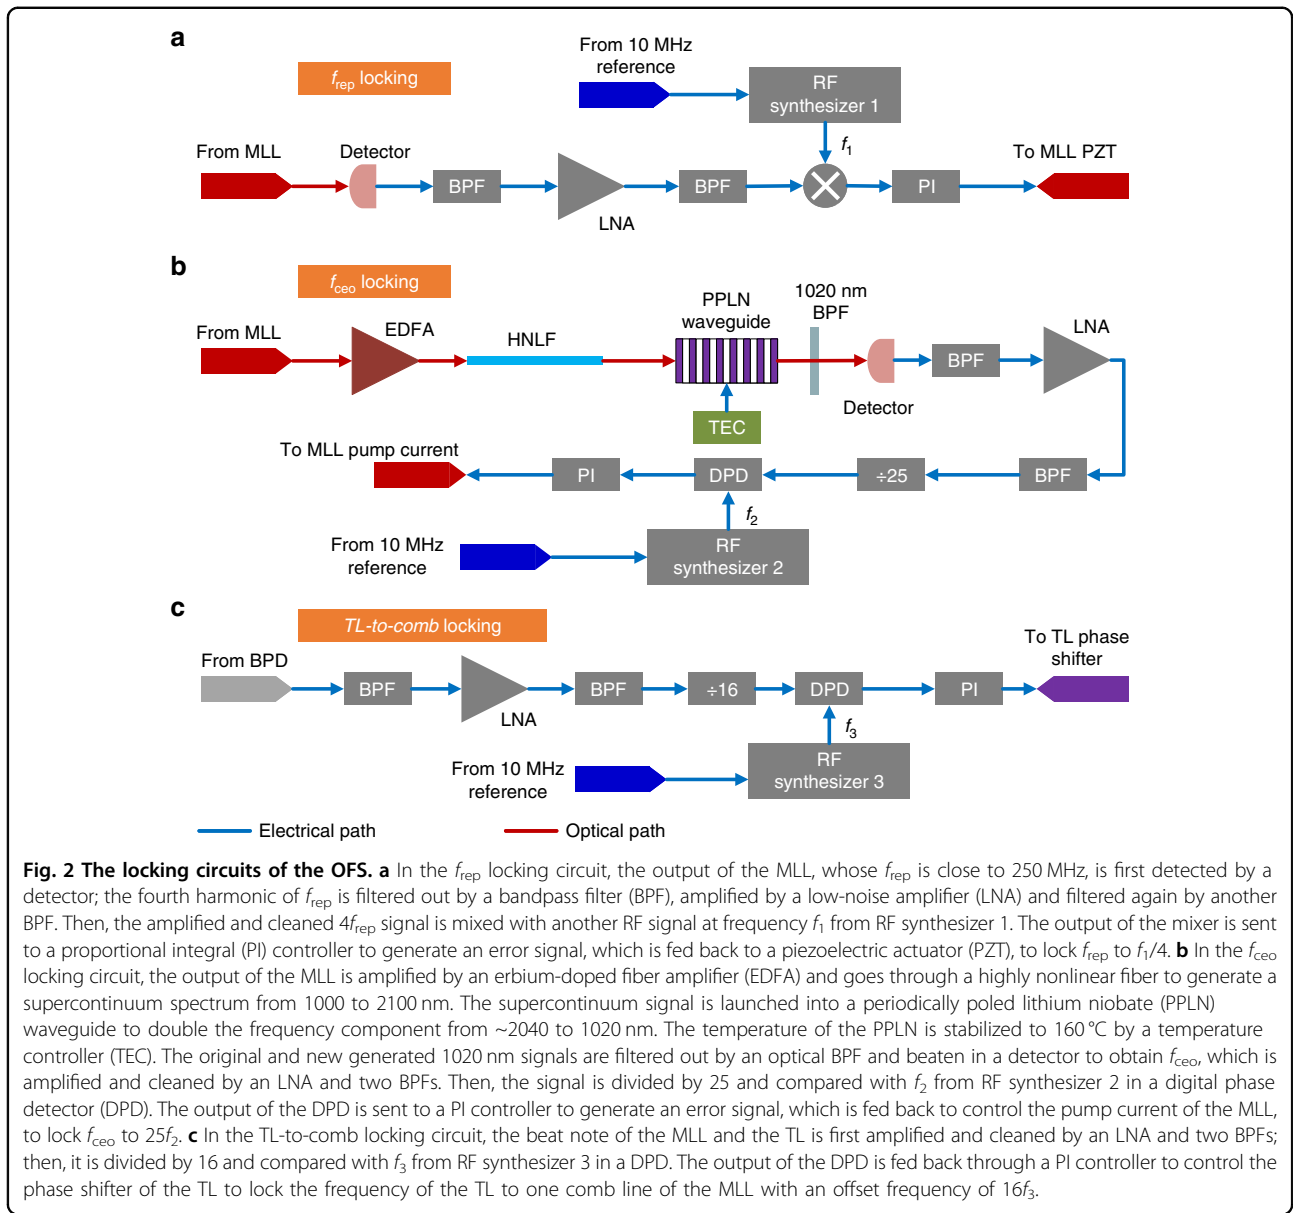 a
f_rep locking
From 10 MHz
reference
RF
synthesizer 1
f_1
From MLL
Detector
BPF
LNA
BPF
PI
To MLL PZT
b
f_ceo locking
From MLL
EDFA
HNLF
PPLN
waveguide
1020 nm
BPF
Detector
BPF
LNA
TEC
To MLL pump current
PI
DPD
÷25
BPF
f_2
From 10 MHz
reference
RF
synthesizer 2
c
TL-to-comb locking
From BPD
BPF
LNA
BPF
÷16
DPD
PI
To TL phase
shifter
f_3
From 10 MHz
reference
RF
synthesizer 3
Electrical path
Optical path
Fig. 2 The locking circuits of the OFS. a In the f_rep locking circuit, the output of the MLL, whose f_rep is close to 250 MHz, is first detected by a
detector; the fourth harmonic of f_rep is filtered out by a bandpass filter (BPF), amplified by a low-noise amplifier (LNA) and filtered again by another
BPF. Then, the amplified and cleaned 4f_rep signal is mixed with another RF signal at frequency f_1 from RF synthesizer 1. The output of the mixer is sent
to a proportional integral (PI) controller to generate an error signal, which is fed back to a piezoelectric actuator (PZT), to lock f_rep to f_1/4. b In the f_ceo
locking circuit, the output of the MLL is amplified by an erbium-doped fiber amplifier (EDFA) and goes through a highly nonlinear fiber to generate a
supercontinuum spectrum from 1000 to 2100 nm. The supercontinuum signal is launched into a periodically poled lithium niobate (PPLN)
waveguide to double the frequency component from ~2040 to 1020 nm. The temperature of the PPLN is stabilized to 160 °C by a temperature
controller (TEC). The original and new generated 1020 nm signals are filtered out by an optical BPF and beaten in a detector to obtain f_ceo, which is
amplified and cleaned by an LNA and two BPFs. Then, the signal is divided by 25 and compared with f_2 from RF synthesizer 2 in a digital phase
detector (DPD). The output of the DPD is sent to a PI controller to generate an error signal, which is fed back to control the pump current of the MLL,
to lock f_ceo to 25f_2. c In the TL-to-comb locking circuit, the beat note of the MLL and the TL is first amplified and cleaned by an LNA and two BPFs;
then, it is divided by 16 and compared with f_3 from RF synthesizer 3 in a DPD. The output of the DPD is fed back through a PI controller to control the
phase shifter of the TL to lock the frequency of the TL to one comb line of the MLL with an offset frequency of 16f_3.